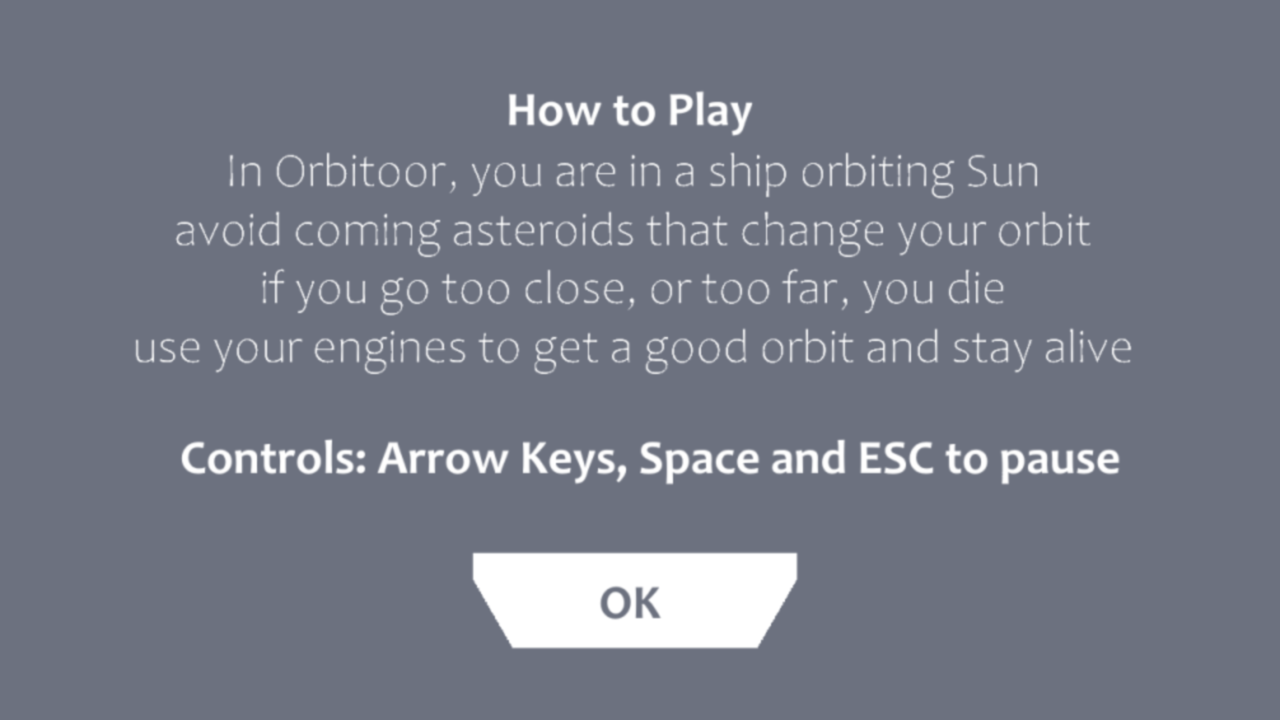 How to Play
In Orbitoor, you are in a ship orbiting Sun
avoid coming asteroids that change your orbit
if you go too close, or too far, you die
use your engines to get a good orbit and stay alive
Controls: Arrow Keys, Space and ESC to pause
OK